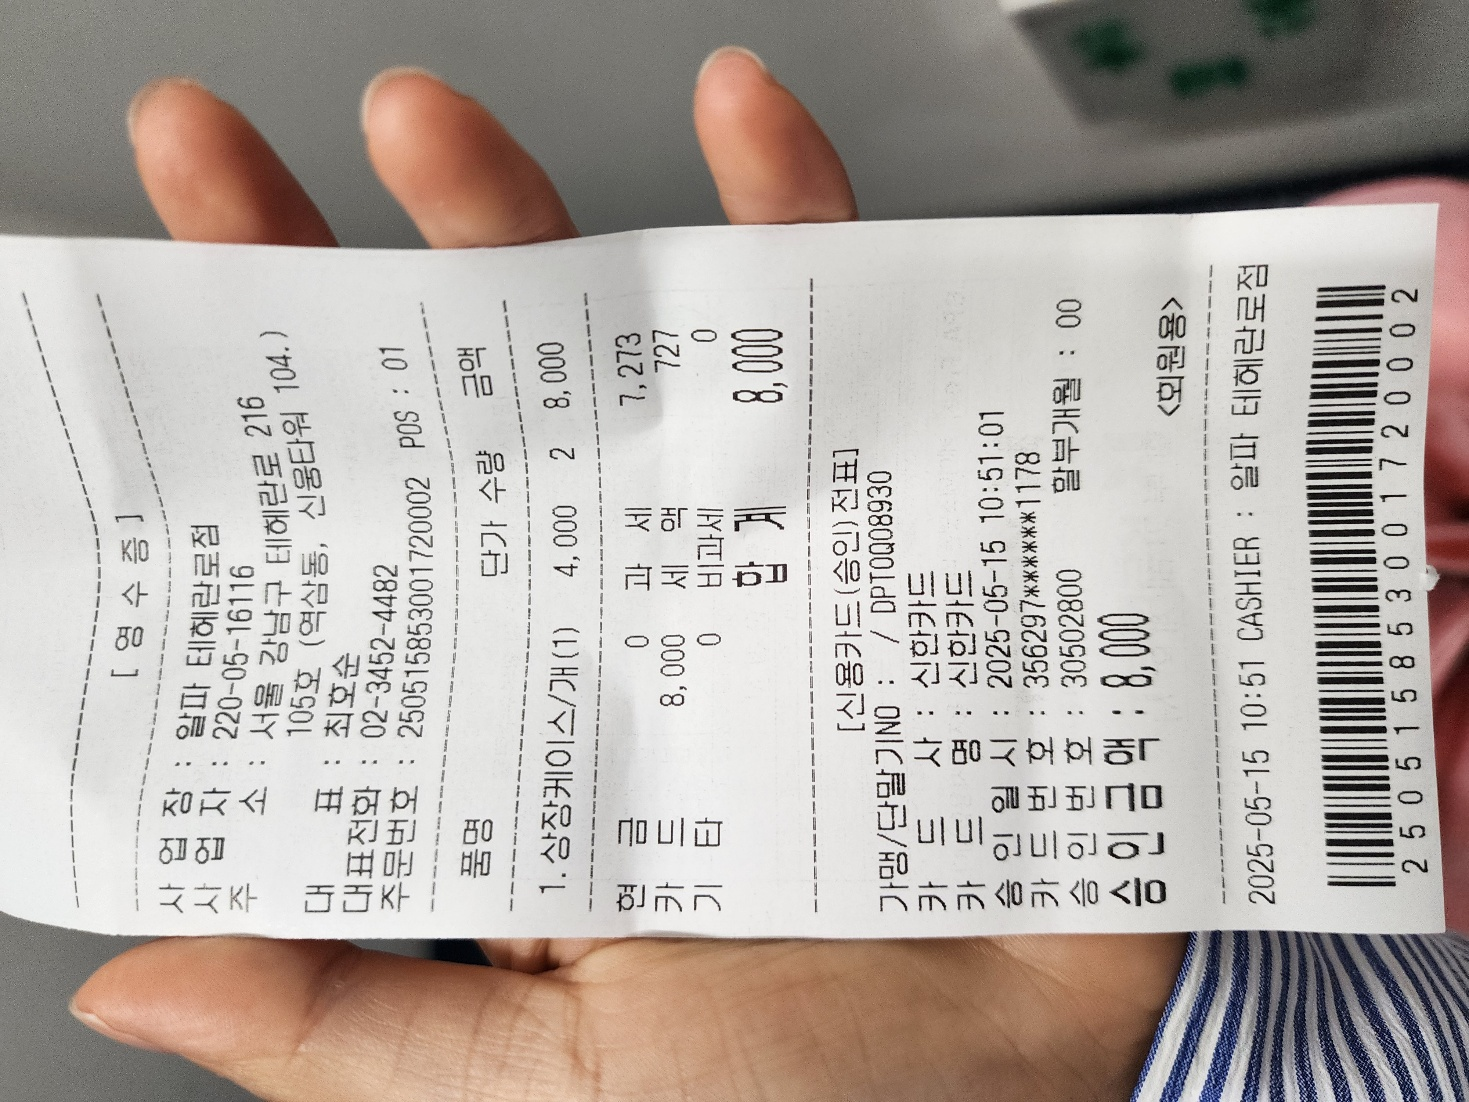 [ 영 수 증 ]
사 업 장 : 알파 테헤란로점
사 업 자 : 220-05-16116
주 소 : 서울 강남구 테헤란로 216
105호 (역삼동, 신웅타워 104.)
대 표 : 최호순
대표전화 : 02-3452-4482
주문번호 : 250515853001720002 POS : 01
품명 단가 수량 금액
1. 상장케이스/개(1) 4,000 2 8,000
현 금 0 과 세 7,273
카 드 8,000 세 액 727
기 타 0 비과세 0
합 계 8,000
[신용카드(승인)전표]
가맹/단말기NO : / DPT0Q08930
카 드 사 : 신한카드
카 드 명 : 신한카드
승 인 일 시 : 2025-05-15 10:51:01
카 드 번 호 : 356297******1178
승 인 번 호 : 30502800 할부개월 : 00
승인금액 : 8,000
<회원용>
2025-05-15 10:51 CASHIER : 알파 테헤란로점
250515853001720002